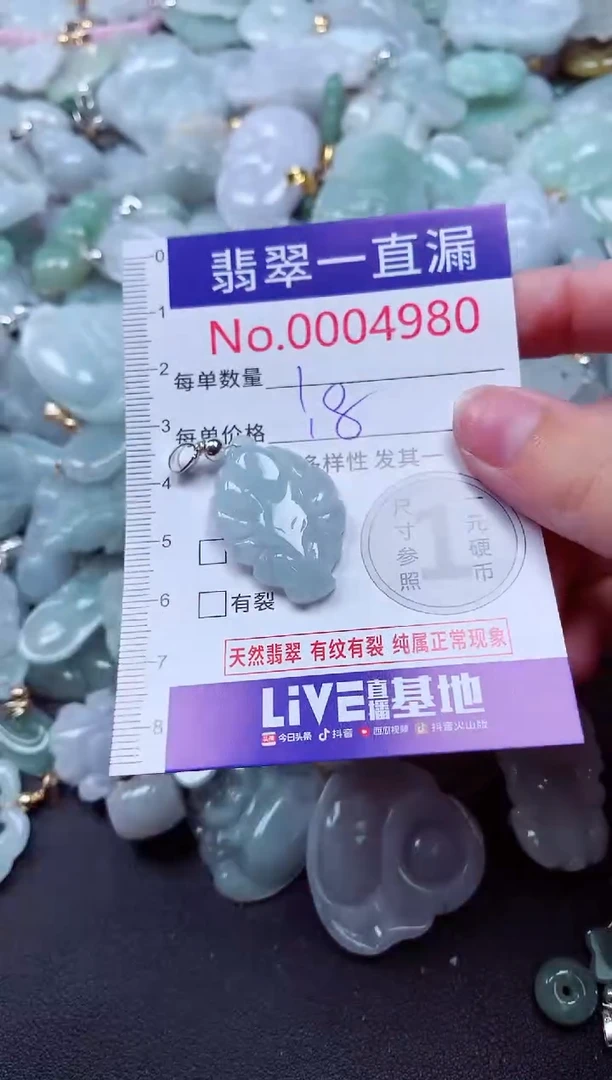 翡翠一直漏
No.0004980
每单数量 1
每单价格 18
多样性 发其一
尺寸参照
1
一元硬币
有裂
天然翡翠 有纹有裂 纯属正常现象
LiVE直播基地
今日头条 抖音 西瓜视频 抖音火山版
0
1
2
3
4
5
6
7
8